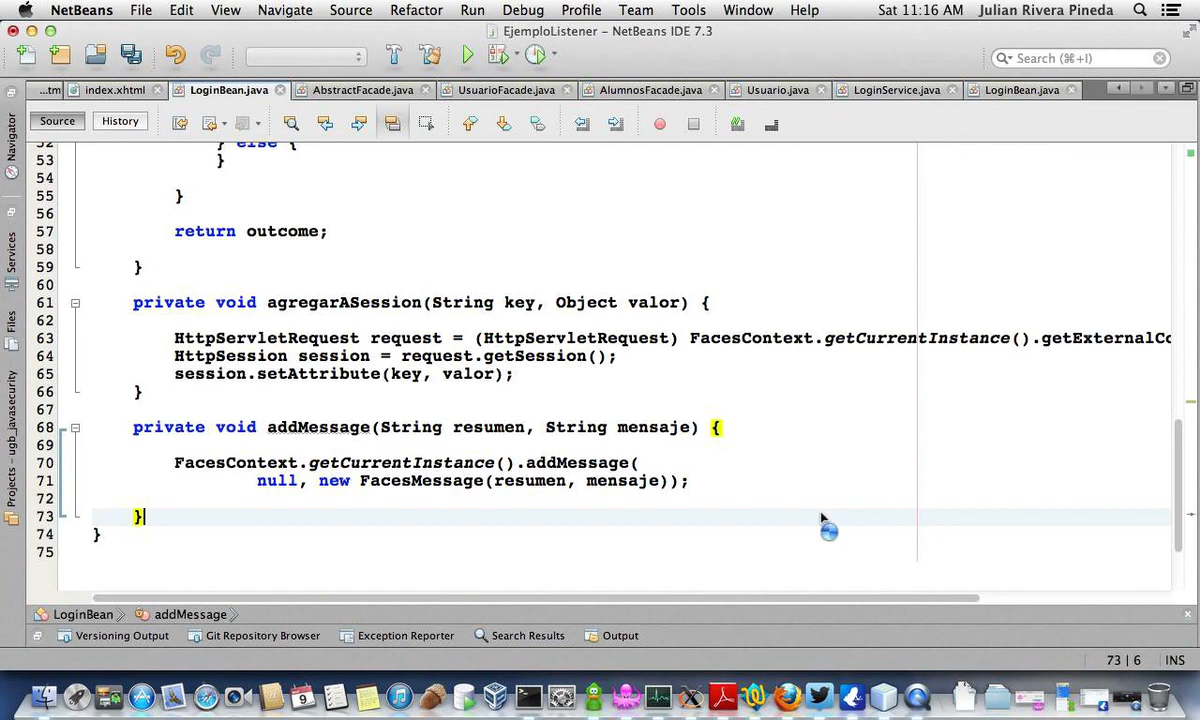 NetBeans File Edit View Navigate Source Refactor Run Debug Profile Team Tools Window Help Sat 11:16 AM Julian Rivera Pineda
EjemploListener - NetBeans IDE 7.3
Search (⌘+I)
...tml index.xhtml LoginBean.java AbstractFacade.java UsuarioFacade.java AlumnosFacade.java Usuario.java LoginService.java LoginBean.java
Source History
Navigator
Services
Files
Projects - ugb_javasecurity
52 } else {
53 }
54
55 }
56
57 return outcome;
58
59 }
60
61 private void agregarASession(String key, Object valor) {
62
63 HttpServletRequest request = (HttpServletRequest) FacesContext.getCurrentInstance().getExternalCo
64 HttpSession session = request.getSession();
65 session.setAttribute(key, valor);
66 }
67
68 private void addMessage(String resumen, String mensaje) {
69
70 FacesContext.getCurrentInstance().addMessage(
71 null, new FacesMessage(resumen, mensaje));
72
73 }
74 }
75
LoginBean addMessage
Versioning Output Git Repository Browser Exception Reporter Search Results Output
73 | 6 INS